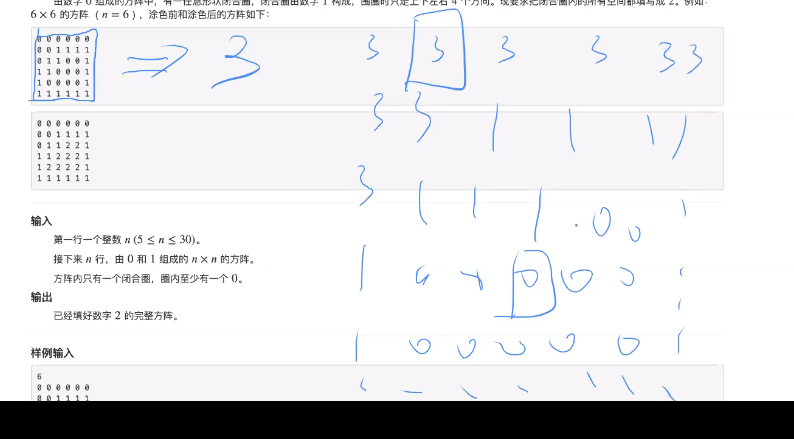 由数字 0 组成的方阵中，有一任意形状闭合圈，闭合圈由数字 1 构成，围圈时只走上下左右 4 个方向。现要求把闭合圈内的所有空间都填写成 2。例如：
6 × 6 的方阵（n = 6），涂色前和涂色后的方阵如下：
0 0 0 0 0 0
0 0 1 1 1 1
0 1 1 0 0 1
1 1 0 0 0 1
1 0 0 0 0 1
1 1 1 1 1 1
⇒ 3
3 3 3 3 3 3
3 3 1 1 1 1
3 1 1 1 0 0 1
1 0 0 0
1 0 0 0 0 0 1
0 0 0 0 0 0
0 0 1 1 1 1
0 1 1 2 2 1
1 1 2 2 2 1
1 2 2 2 2 1
1 1 1 1 1 1
输入
第一行一个整数 n (5 ≤ n ≤ 30)。
接下来 n 行，由 0 和 1 组成的 n × n 的方阵。
方阵内只有一个闭合圈，圈内至少有一个 0。
输出
已经填好数字 2 的完整方阵。
样例输入
6
0 0 0 0 0 0
0 0 1 1 1 1